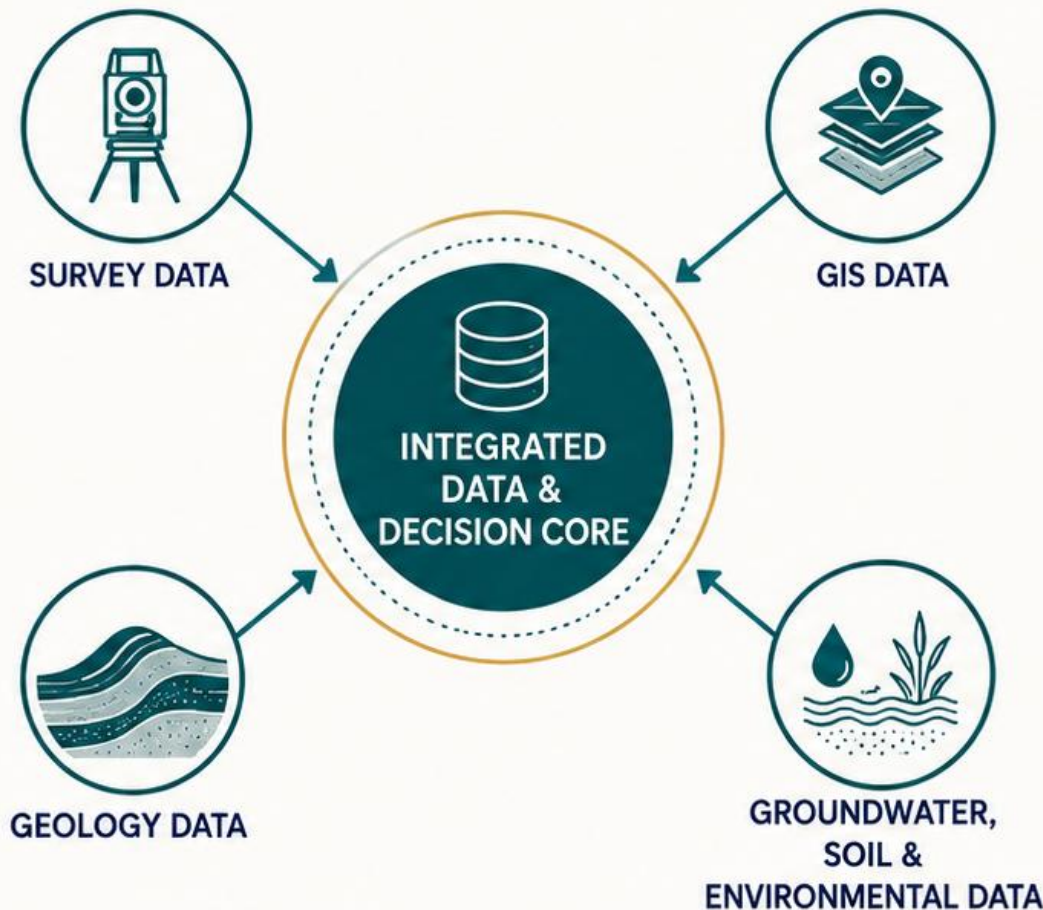 SURVEY DATA
GIS DATA
INTEGRATED
DATA &
DECISION CORE
GEOLOGY DATA
GROUNDWATER,
SOIL &
ENVIRONMENTAL DATA